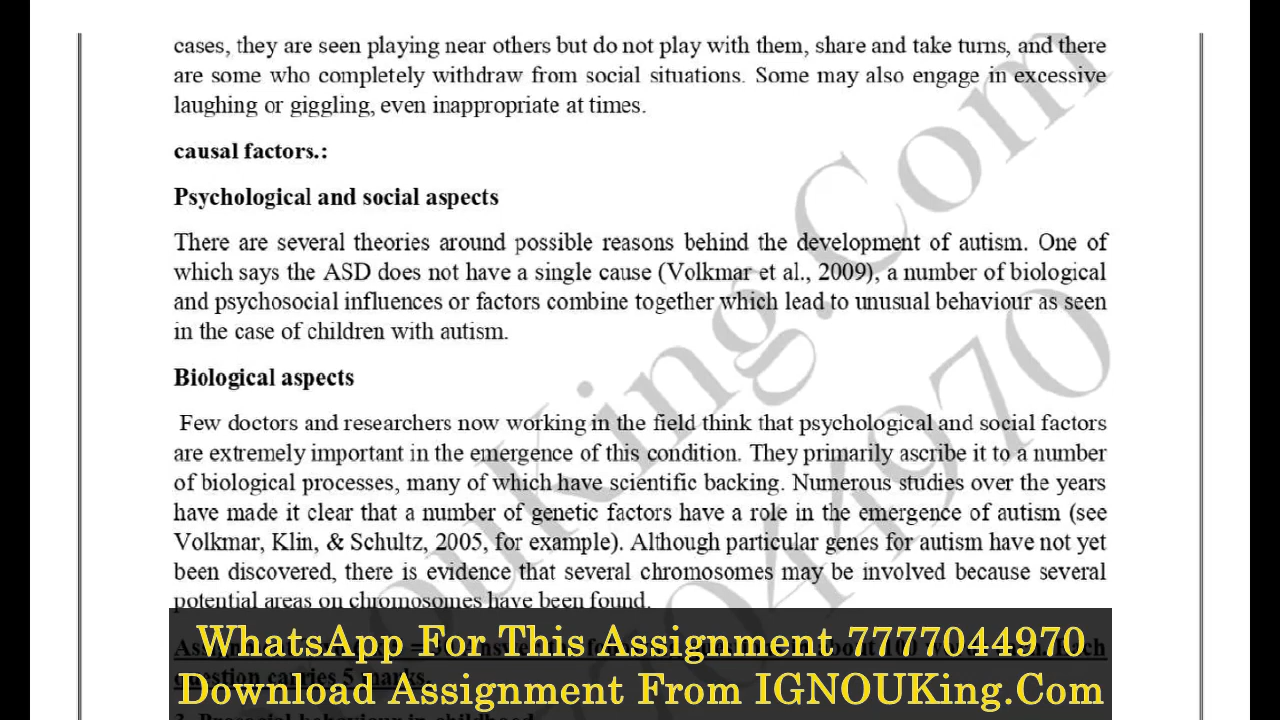 cases, they are seen playing near others but do not play with them, share and take turns, and there
are some who completely withdraw from social situations. Some may also engage in excessive
laughing or giggling, even inappropriate at times.
causal factors.:
Psychological and social aspects
There are several theories around possible reasons behind the development of autism. One of
which says the ASD does not have a single cause (Volkmar et al., 2009), a number of biological
and psychosocial influences or factors combine together which lead to unusual behaviour as seen
in the case of children with autism.
Biological aspects
Few doctors and researchers now working in the field think that psychological and social factors
are extremely important in the emergence of this condition. They primarily ascribe it to a number
of biological processes, many of which have scientific backing. Numerous studies over the years
have made it clear that a number of genetic factors have a role in the emergence of autism (see
Volkmar, Klin, & Schultz, 2005, for example). Although particular genes for autism have not yet
been discovered, there is evidence that several chromosomes may be involved because several
potential areas on chromosomes have been found.
WhatsApp For This Assignment 7777044970
Download Assignment From IGNOUKing.Com
3. Prosocial behaviour in childhood